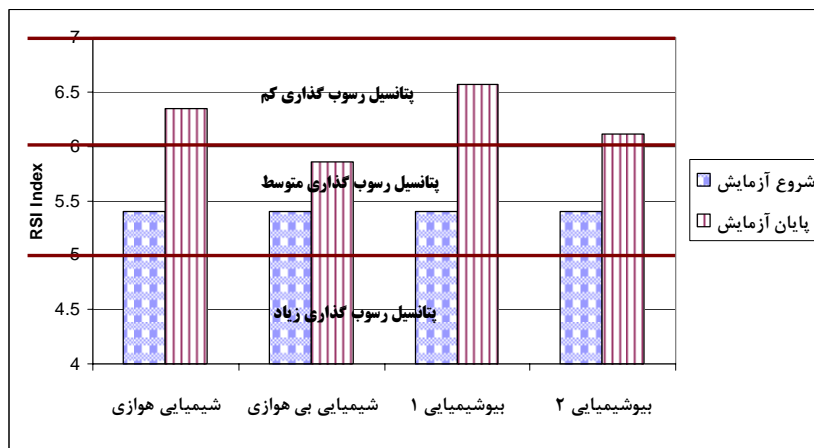 7
6.5
6
5.5
5
4.5
4
RSI Index
پتانسیل رسوب گذاری کم
پتانسیل رسوب گذاری متوسط
پتانسیل رسوب گذاری زیاد
شیمیایی هوازی
شیمیایی بی هوازی
بیوشیمیایی ۱
بیوشیمیایی ۲
شروع آزمایش
پایان آزمایش